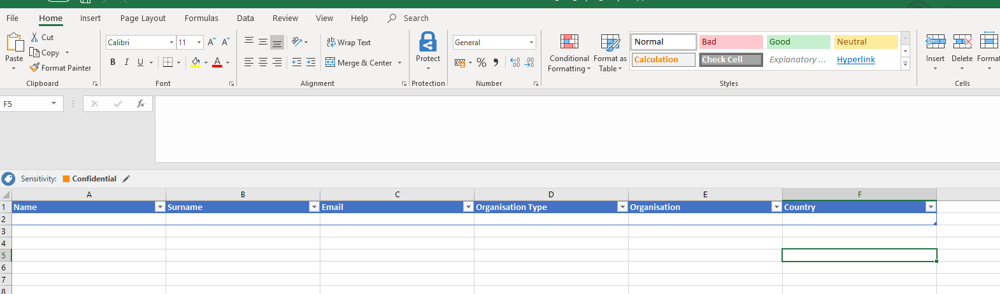 File Home Insert Page Layout Formulas Data Review View Help Search
Cut
Copy
Format Painter
Paste
Clipboard
Calibri 11
B I U A
Font
Wrap Text
Merge & Center
Alignment
Protect
Protection
General
%
Number
Conditional Formatting
Format as Table
Normal Bad Good Neutral
Calculation Check Cell Explanatory ... Hyperlink
Styles
Insert Delete Format
Cells
F5 fx
Sensitivity: Confidential
A B C D E F
1 Name Surname Email Organisation Type Organisation Country
2
3
4
5
6
7
8